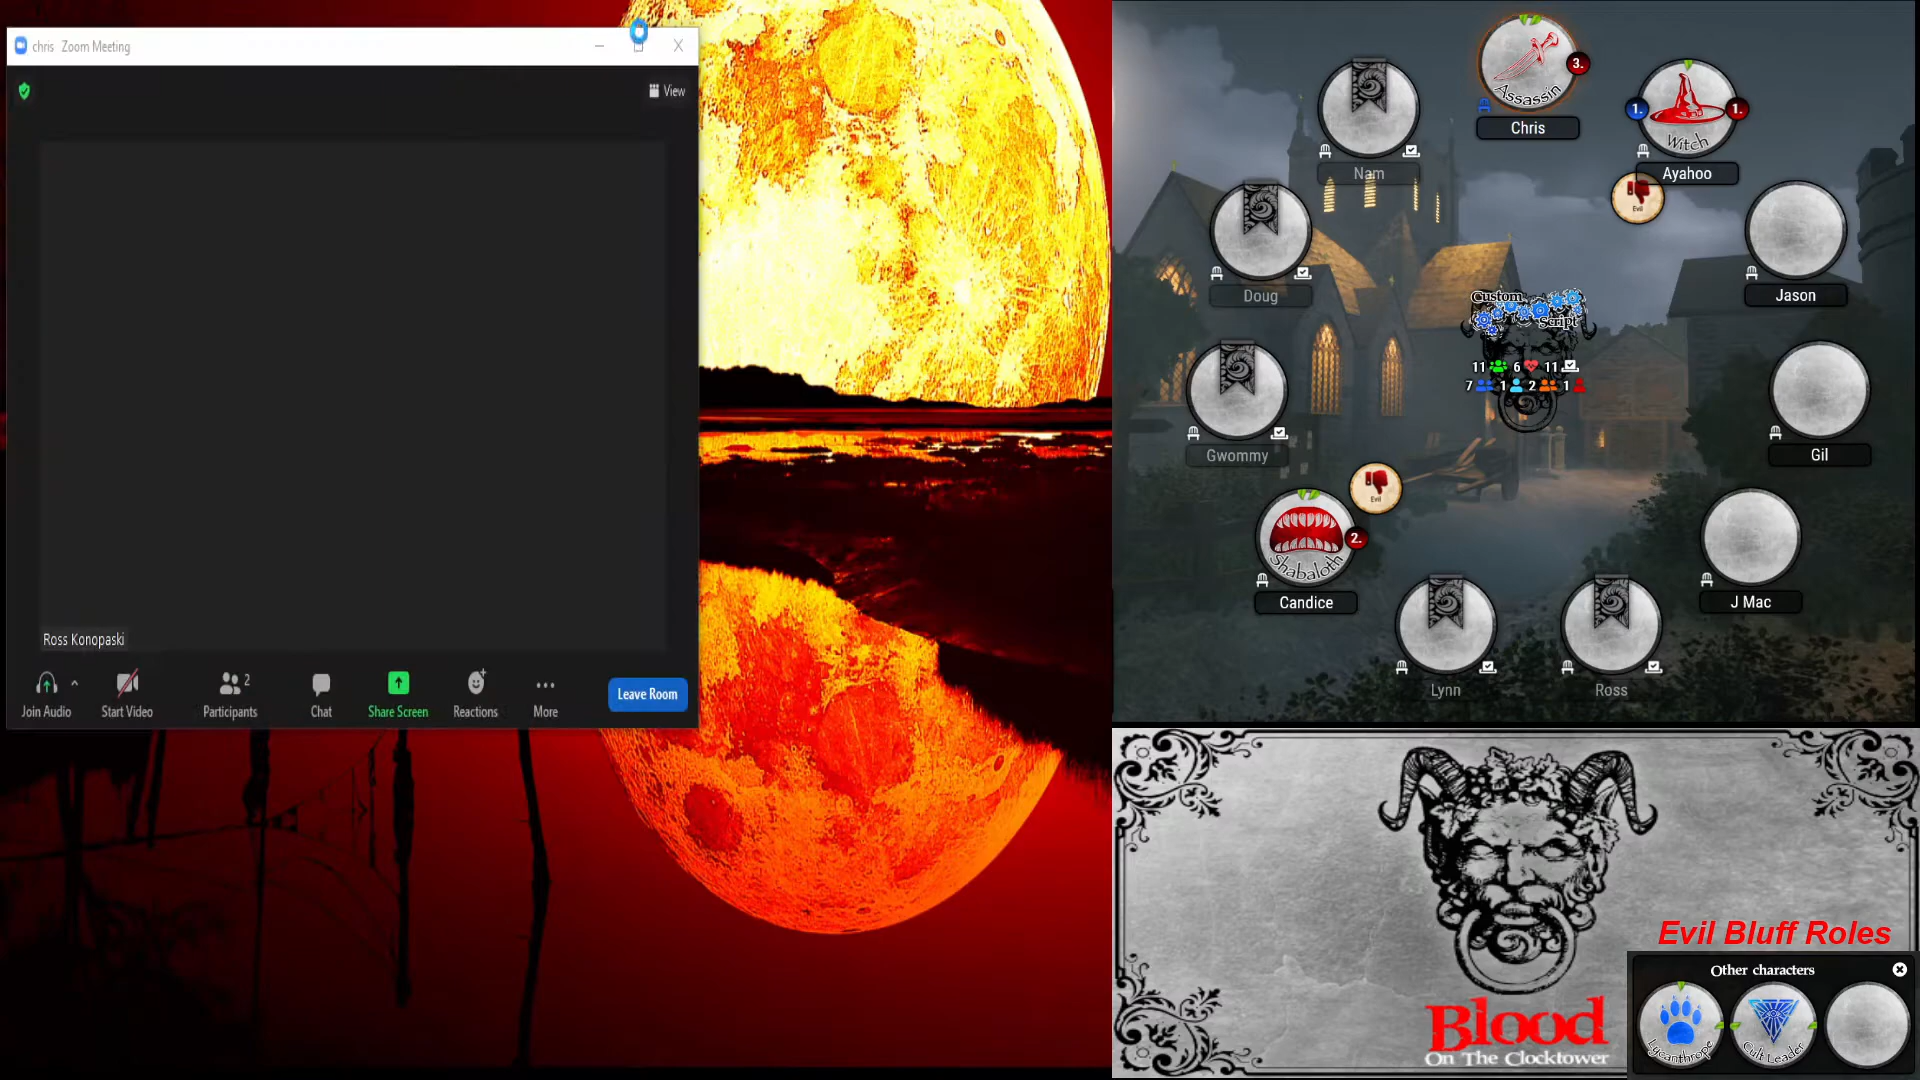 chris Zoom Meeting
View
Ross Konopaski
Join Audio
Start Video
2
Participants
Chat
Share Screen
Reactions
More
Leave Room
Assassin
3.
Chris
1.
Witch
1.
Ayahoo
Evil
Nam
Doug
Jason
Custom
Script
11 6 11
7 1 2 1
Gwommy
Gil
Evil
Shabaloth
2.
Candice
J Mac
Lynn
Ross
Evil Bluff Roles
Other characters
Lycanthrope
Cult Leader
Blood
On The Clocktower